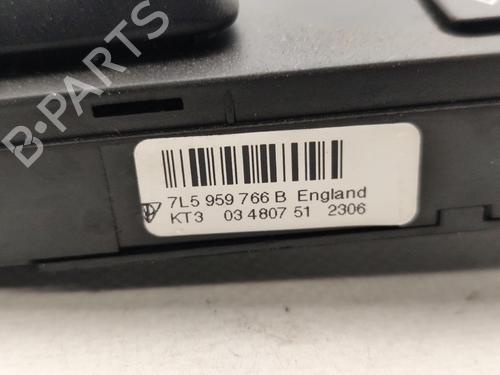 B-PARTS
7L5 959 766 B England
KT3 03 4807 51 2306